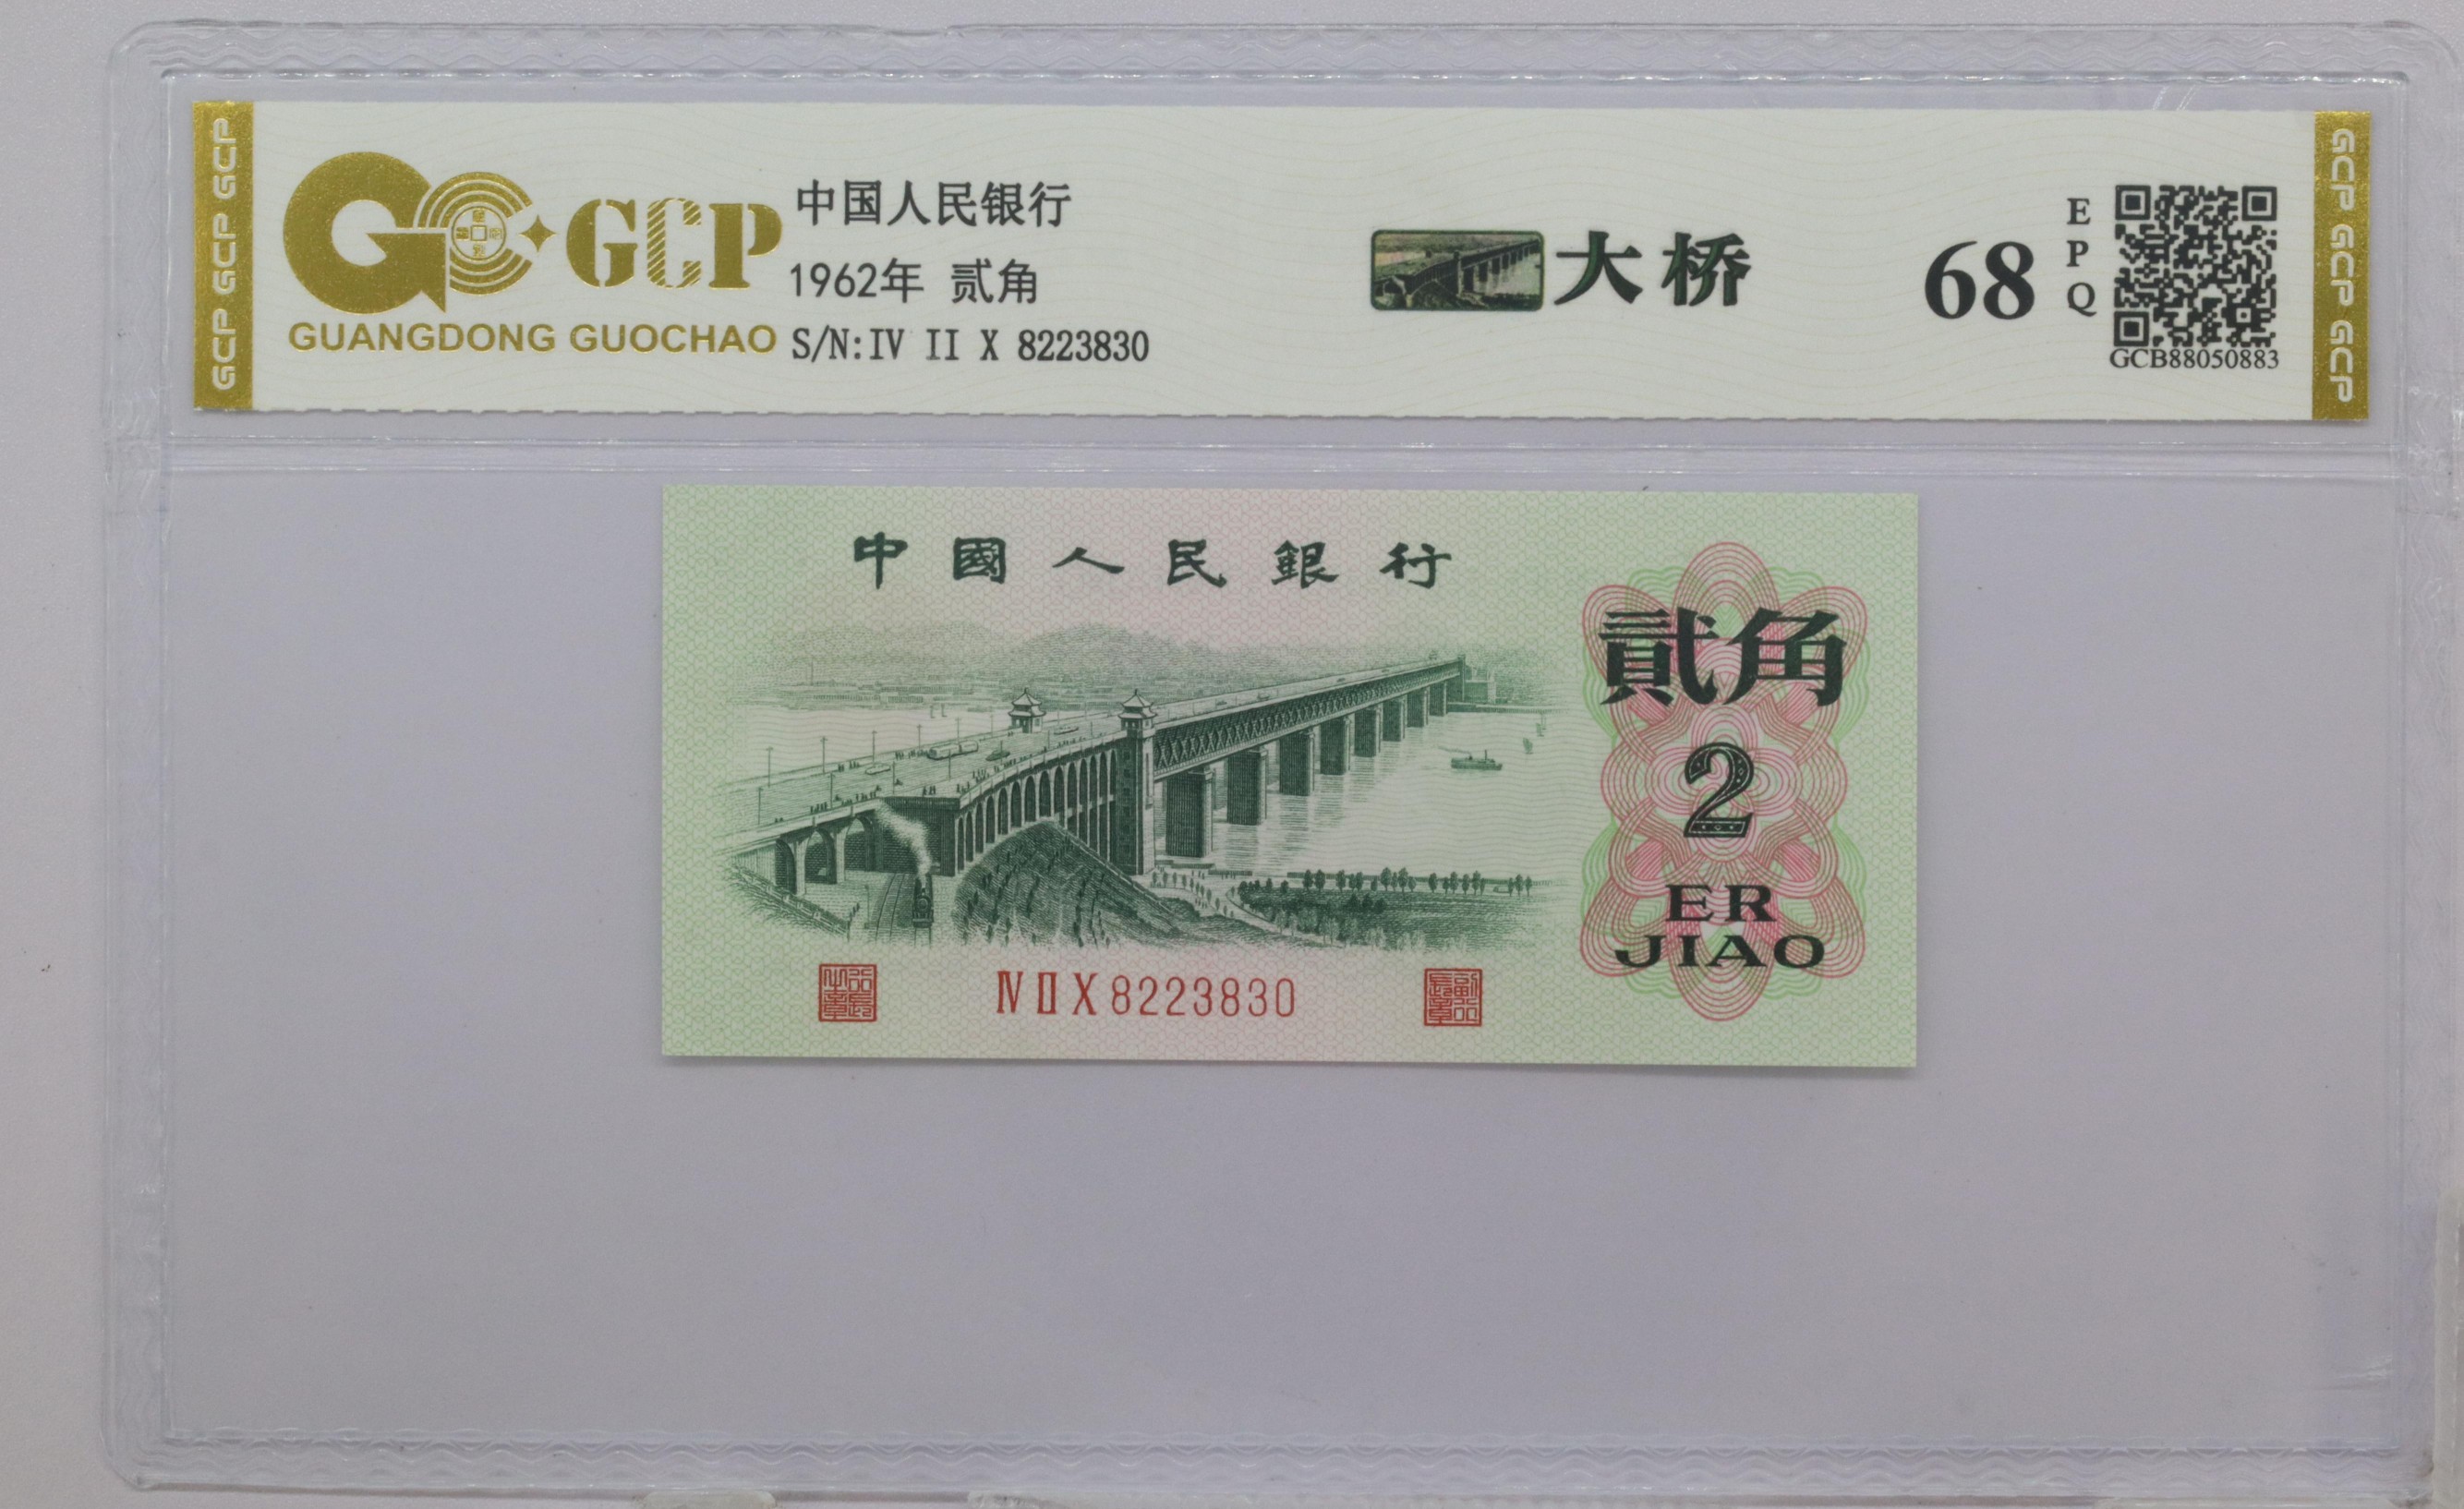 GCP GCP GCP
GCP
GUANGDONG GUOCHAO
中国人民银行
1962年 贰角
S/N:IV II X 8223830
大桥
68
EPQ
GCB88050883
GCP GCP GCP
中國人民銀行
貳角
2
ER
JIAO
IV II X 8223830